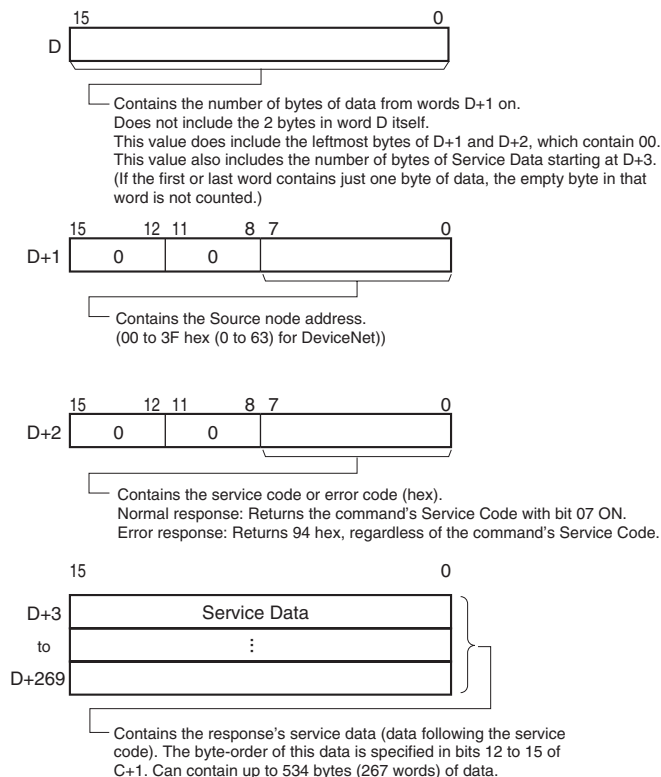 15 0
D
Contains the number of bytes of data from words D+1 on.
Does not include the 2 bytes in word D itself.
This value does include the leftmost bytes of D+1 and D+2, which contain 00.
This value also includes the number of bytes of Service Data starting at D+3.
(If the first or last word contains just one byte of data, the empty byte in that
word is not counted.)
15 12 11 8 7 0
D+1 0 0
Contains the Source node address.
(00 to 3F hex (0 to 63) for DeviceNet))
15 12 11 8 7 0
D+2 0 0
Contains the service code or error code (hex).
Normal response: Returns the command's Service Code with bit 07 ON.
Error response: Returns 94 hex, regardless of the command's Service Code.
15 0
D+3 Service Data
to ⋮
D+269
Contains the response's service data (data following the service
code). The byte-order of this data is specified in bits 12 to 15 of
C+1. Can contain up to 534 bytes (267 words) of data.